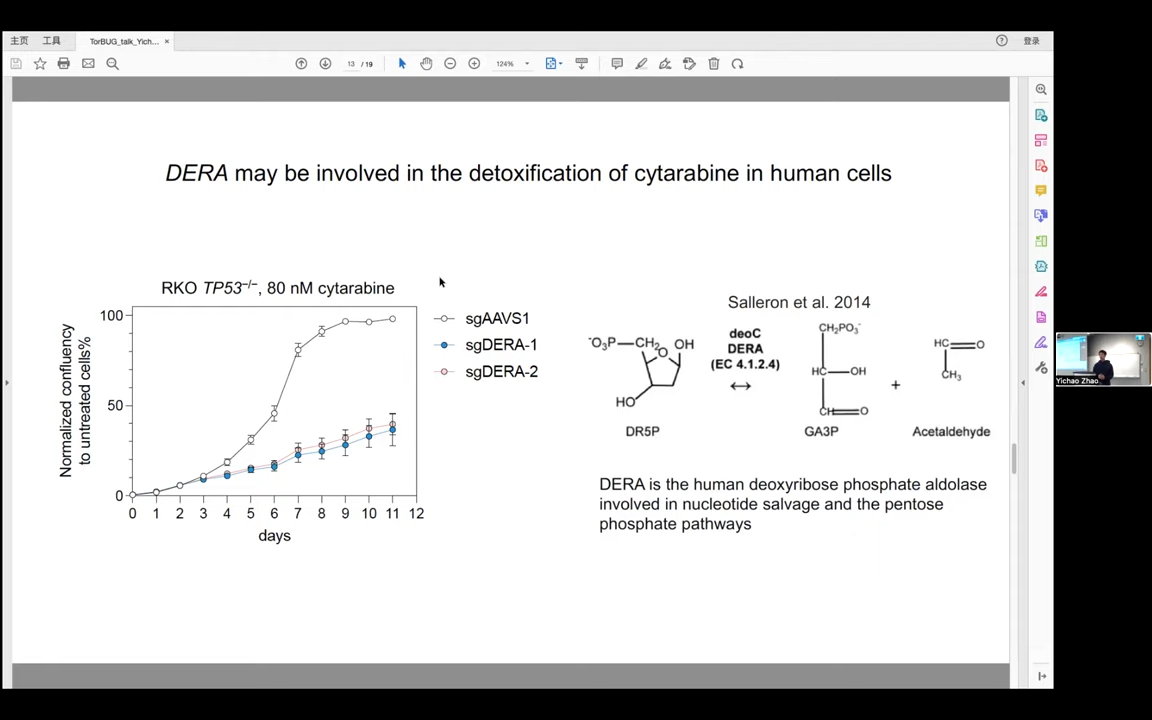 主页
工具
TorBUG_talk_Yich...
×
登录
13 / 19
124%
DERA may be involved in the detoxification of cytarabine in human cells
RKO TP53⁻/⁻, 80 nM cytarabine
100
50
0
Normalized confluency
to untreated cells%
0 1 2 3 4 5 6 7 8 9 10 11 12
days
sgAAVS1
sgDERA-1
sgDERA-2
Salleron et al. 2014
⁻O₃P—CH₂
O
OH
HO
DR5P
deoC
DERA
(EC 4.1.2.4)
↔
CH₂PO₃⁻
HC—OH
CH=O
GA3P
+
HC=O
CH₃
Acetaldehyde
DERA is the human deoxyribose phosphate aldolase
involved in nucleotide salvage and the pentose
phosphate pathways
Yichao Zhao